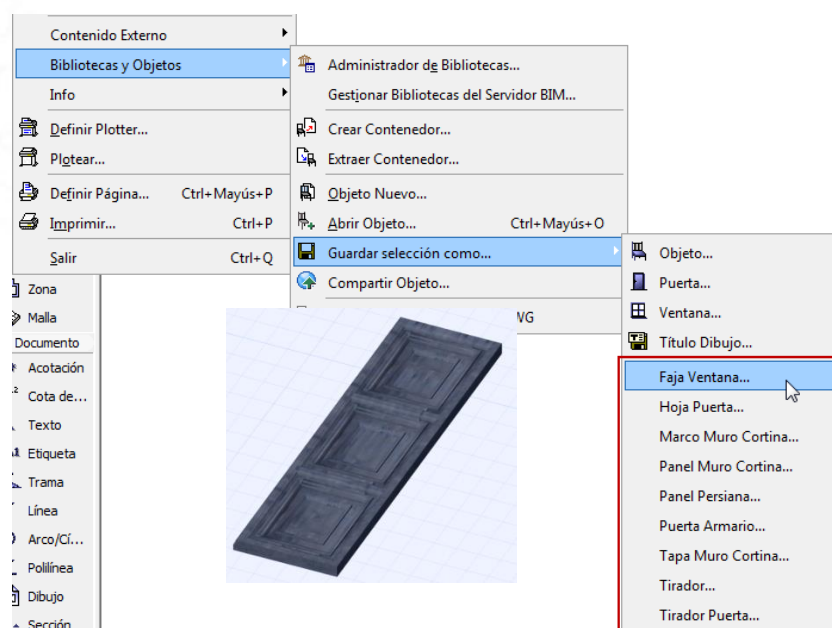 Contenido Externo
Bibliotecas y Objetos
Info
Definir Plotter...
Plotear...
Definir Página... Ctrl+Mayús+P
Imprimir... Ctrl+P
Salir Ctrl+Q
Administrador de Bibliotecas...
Gestionar Bibliotecas del Servidor BIM...
Crear Contenedor...
Extraer Contenedor...
Objeto Nuevo...
Abrir Objeto... Ctrl+Mayús+O
Guardar selección como...
Compartir Objeto...
WG
Objeto...
Puerta...
Ventana...
Título Dibujo...
Faja Ventana...
Hoja Puerta...
Marco Muro Cortina...
Panel Muro Cortina...
Panel Persiana...
Puerta Armario...
Tapa Muro Cortina...
Tirador...
Tirador Puerta...
Zona
Malla
Documento
Acotación
Cota de...
Texto
Etiqueta
Trama
Línea
Arco/Cí...
Polilínea
Dibujo
Sección